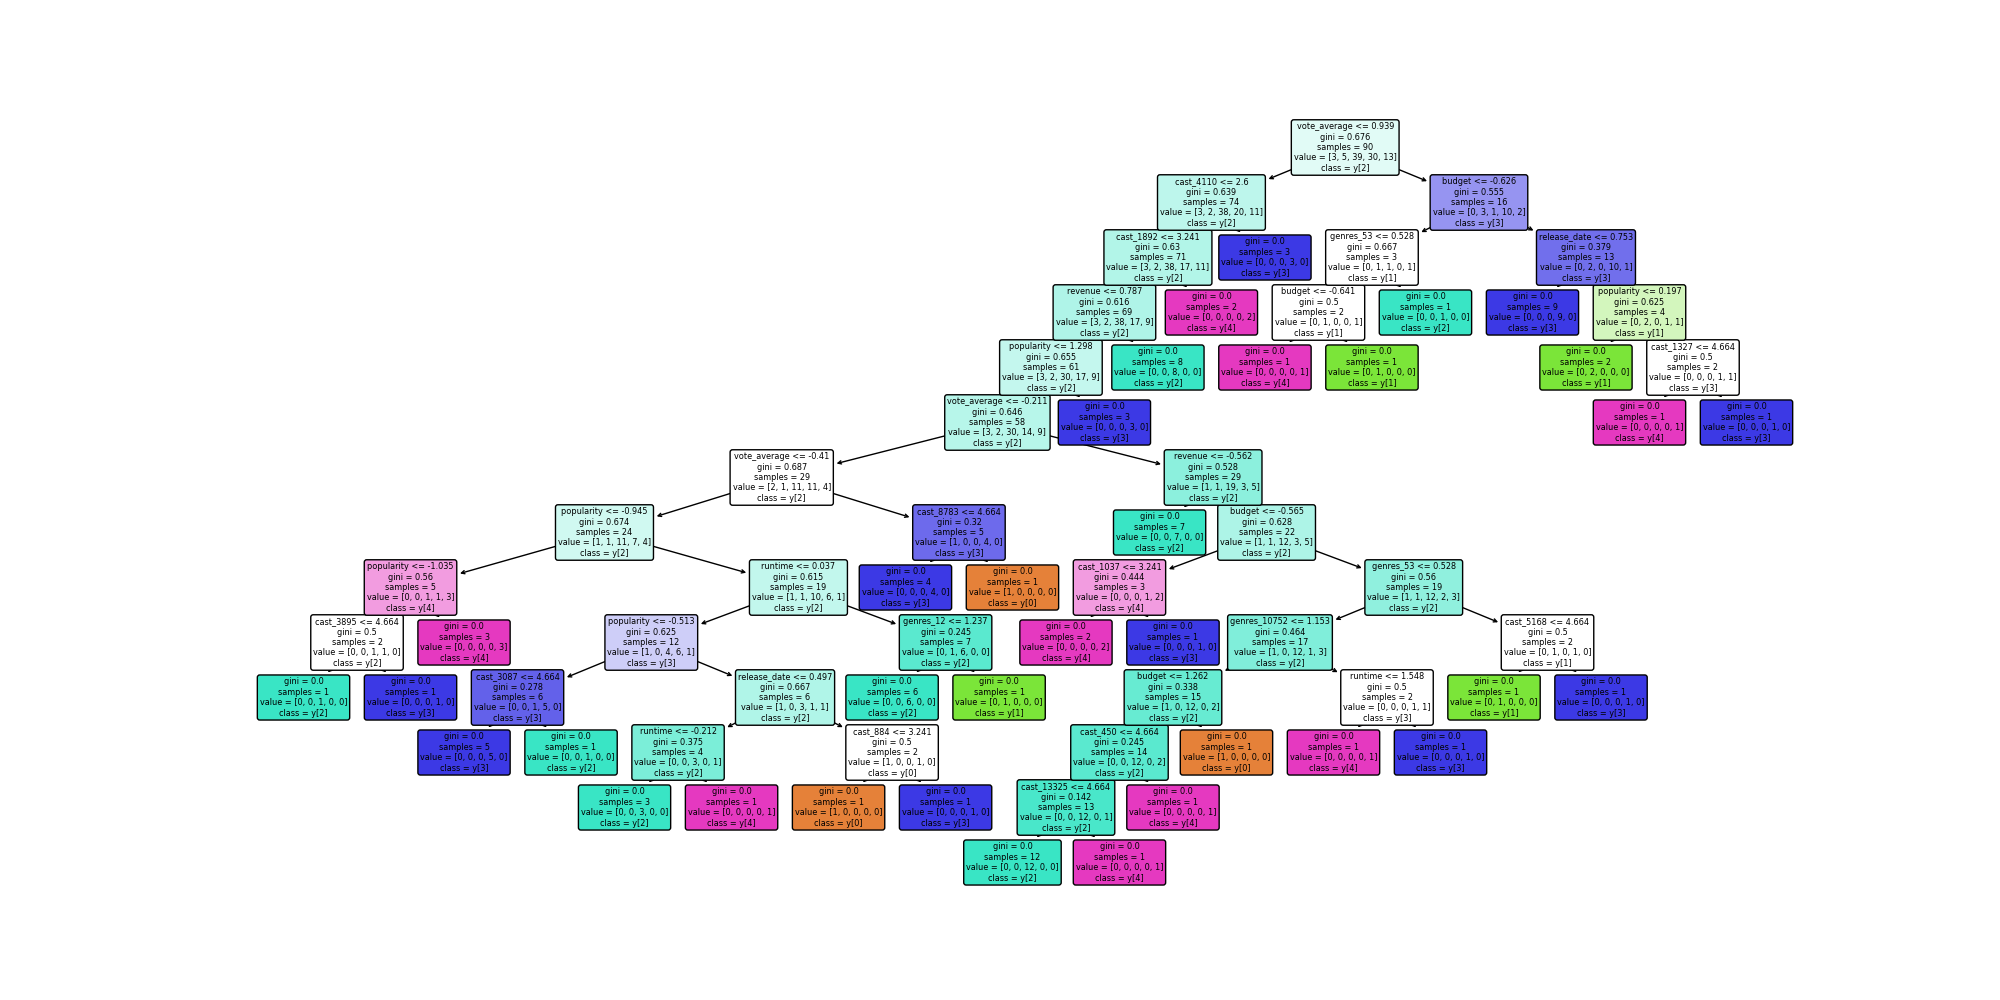 vote_average <= 0.939
gini = 0.676
samples = 90
value = [3, 5, 39, 30, 13]
class = y[2]
cast_4110 <= 2.6
gini = 0.639
samples = 74
value = [3, 2, 38, 20, 11]
class = y[2]
budget <= -0.626
gini = 0.555
samples = 16
value = [0, 3, 1, 10, 2]
class = y[3]
cast_1892 <= 3.241
gini = 0.63
samples = 71
value = [3, 2, 38, 17, 11]
class = y[2]
gini = 0.0
samples = 3
value = [0, 0, 0, 3, 0]
class = y[3]
genres_53 <= 0.528
gini = 0.667
samples = 3
value = [0, 1, 1, 0, 1]
class = y[1]
release_date <= 0.753
gini = 0.379
samples = 13
value = [0, 2, 0, 10, 1]
class = y[3]
revenue <= 0.787
gini = 0.616
samples = 69
value = [3, 2, 38, 17, 9]
class = y[2]
gini = 0.0
samples = 2
value = [0, 0, 0, 0, 2]
class = y[4]
budget <= -0.641
gini = 0.5
samples = 2
value = [0, 1, 0, 0, 1]
class = y[1]
gini = 0.0
samples = 1
value = [0, 0, 1, 0, 0]
class = y[2]
gini = 0.0
samples = 9
value = [0, 0, 0, 9, 0]
class = y[3]
popularity <= 0.197
gini = 0.625
samples = 4
value = [0, 2, 0, 1, 1]
class = y[1]
popularity <= 1.298
gini = 0.655
samples = 61
value = [3, 2, 30, 17, 9]
class = y[2]
gini = 0.0
samples = 8
value = [0, 0, 8, 0, 0]
class = y[2]
gini = 0.0
samples = 1
value = [0, 0, 0, 0, 1]
class = y[4]
gini = 0.0
samples = 1
value = [0, 1, 0, 0, 0]
class = y[1]
gini = 0.0
samples = 2
value = [0, 2, 0, 0, 0]
class = y[1]
cast_1327 <= 4.664
gini = 0.5
samples = 2
value = [0, 0, 0, 1, 1]
class = y[3]
vote_average <= -0.211
gini = 0.646
samples = 58
value = [3, 2, 30, 14, 9]
class = y[2]
gini = 0.0
samples = 3
value = [0, 0, 0, 3, 0]
class = y[3]
gini = 0.0
samples = 1
value = [0, 0, 0, 0, 1]
class = y[4]
gini = 0.0
samples = 1
value = [0, 0, 0, 1, 0]
class = y[3]
vote_average <= -0.41
gini = 0.687
samples = 29
value = [2, 1, 11, 11, 4]
class = y[2]
revenue <= -0.562
gini = 0.528
samples = 29
value = [1, 1, 19, 3, 5]
class = y[2]
popularity <= -0.945
gini = 0.674
samples = 24
value = [1, 1, 11, 7, 4]
class = y[2]
cast_8783 <= 4.664
gini = 0.32
samples = 5
value = [1, 0, 0, 4, 0]
class = y[3]
gini = 0.0
samples = 7
value = [0, 0, 7, 0, 0]
class = y[2]
budget <= -0.565
gini = 0.628
samples = 22
value = [1, 1, 12, 3, 5]
class = y[2]
popularity <= -1.035
gini = 0.56
samples = 5
value = [0, 0, 1, 1, 3]
class = y[4]
runtime <= 0.037
gini = 0.615
samples = 19
value = [1, 1, 10, 6, 1]
class = y[2]
gini = 0.0
samples = 4
value = [0, 0, 0, 4, 0]
class = y[3]
gini = 0.0
samples = 1
value = [1, 0, 0, 0, 0]
class = y[0]
cast_1037 <= 3.241
gini = 0.444
samples = 3
value = [0, 0, 0, 1, 2]
class = y[4]
genres_53 <= 0.528
gini = 0.56
samples = 19
value = [1, 1, 12, 2, 3]
class = y[2]
cast_3895 <= 4.664
gini = 0.5
samples = 2
value = [0, 0, 1, 1, 0]
class = y[2]
gini = 0.0
samples = 3
value = [0, 0, 0, 0, 3]
class = y[4]
popularity <= -0.513
gini = 0.625
samples = 12
value = [1, 0, 4, 6, 1]
class = y[3]
genres_12 <= 1.237
gini = 0.245
samples = 7
value = [0, 1, 6, 0, 0]
class = y[2]
gini = 0.0
samples = 2
value = [0, 0, 0, 0, 2]
class = y[4]
gini = 0.0
samples = 1
value = [0, 0, 0, 1, 0]
class = y[3]
genres_10752 <= 1.153
gini = 0.464
samples = 17
value = [1, 0, 12, 1, 3]
class = y[2]
cast_5168 <= 4.664
gini = 0.5
samples = 2
value = [0, 1, 0, 1, 0]
class = y[1]
gini = 0.0
samples = 1
value = [0, 0, 1, 0, 0]
class = y[2]
gini = 0.0
samples = 1
value = [0, 0, 0, 1, 0]
class = y[3]
cast_3087 <= 4.664
gini = 0.278
samples = 6
value = [0, 0, 1, 5, 0]
class = y[3]
release_date <= 0.497
gini = 0.667
samples = 6
value = [1, 0, 3, 1, 1]
class = y[2]
gini = 0.0
samples = 6
value = [0, 0, 6, 0, 0]
class = y[2]
gini = 0.0
samples = 1
value = [0, 1, 0, 0, 0]
class = y[1]
budget <= 1.262
gini = 0.338
samples = 15
value = [1, 0, 12, 0, 2]
class = y[2]
runtime <= 1.548
gini = 0.5
samples = 2
value = [0, 0, 0, 1, 1]
class = y[3]
gini = 0.0
samples = 1
value = [0, 1, 0, 0, 0]
class = y[1]
gini = 0.0
samples = 1
value = [0, 0, 0, 1, 0]
class = y[3]
gini = 0.0
samples = 5
value = [0, 0, 0, 5, 0]
class = y[3]
gini = 0.0
samples = 1
value = [0, 0, 1, 0, 0]
class = y[2]
runtime <= -0.212
gini = 0.375
samples = 4
value = [0, 0, 3, 0, 1]
class = y[2]
cast_884 <= 3.241
gini = 0.5
samples = 2
value = [1, 0, 0, 1, 0]
class = y[0]
cast_450 <= 4.664
gini = 0.245
samples = 14
value = [0, 0, 12, 0, 2]
class = y[2]
gini = 0.0
samples = 1
value = [1, 0, 0, 0, 0]
class = y[0]
gini = 0.0
samples = 1
value = [0, 0, 0, 0, 1]
class = y[4]
gini = 0.0
samples = 1
value = [0, 0, 0, 1, 0]
class = y[3]
gini = 0.0
samples = 3
value = [0, 0, 3, 0, 0]
class = y[2]
gini = 0.0
samples = 1
value = [0, 0, 0, 0, 1]
class = y[4]
gini = 0.0
samples = 1
value = [1, 0, 0, 0, 0]
class = y[0]
gini = 0.0
samples = 1
value = [0, 0, 0, 1, 0]
class = y[3]
cast_13325 <= 4.664
gini = 0.142
samples = 13
value = [0, 0, 12, 0, 1]
class = y[2]
gini = 0.0
samples = 1
value = [0, 0, 0, 0, 1]
class = y[4]
gini = 0.0
samples = 12
value = [0, 0, 12, 0, 0]
class = y[2]
gini = 0.0
samples = 1
value = [0, 0, 0, 0, 1]
class = y[4]